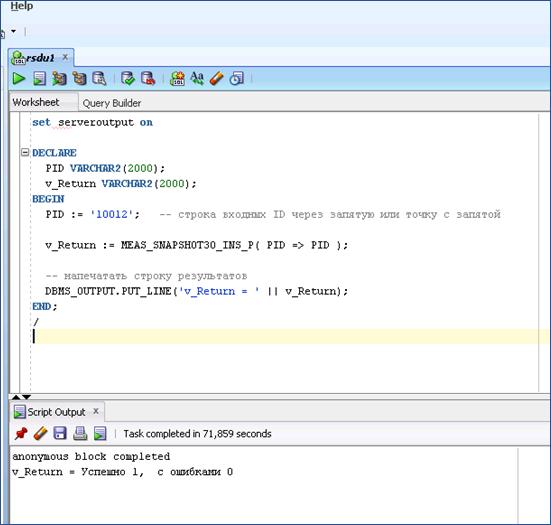 Help
rsdu1
Worksheet
Query Builder
set serveroutput on
DECLARE
PID VARCHAR2(2000);
v_Return VARCHAR2(2000);
BEGIN
PID := '10012';   -- строка входных ID через запятую или точку с запятой
v_Return := MEAS_SNAPSHOT30_INS_P( PID => PID );
-- напечатать строку результатов
DBMS_OUTPUT.PUT_LINE('v_Return = ' || v_Return);
END;
/
Script Output
Task completed in 71,859 seconds
anonymous block completed
v_Return = Успешно 1,  с ошибками 0